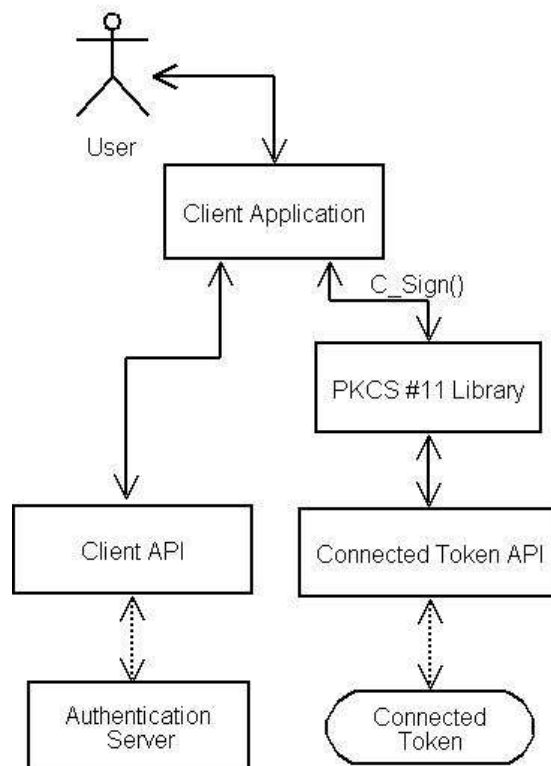 User
Client Application
C_Sign()
PKCS #11 Library
Client API
Connected Token API
Authentication
Server
Connected
Token